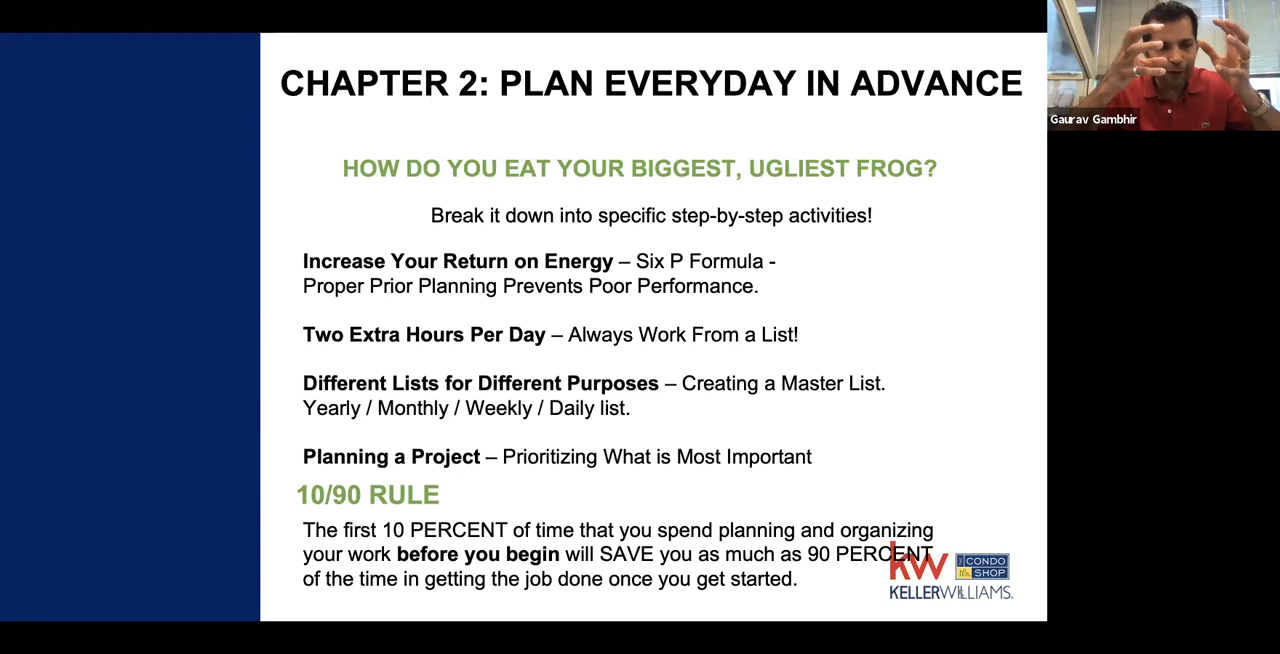 CHAPTER 2: PLAN EVERYDAY IN ADVANCE
Gaurav Gambhir
HOW DO YOU EAT YOUR BIGGEST, UGLIEST FROG?
Break it down into specific step-by-step activities!
Increase Your Return on Energy – Six P Formula -
Proper Prior Planning Prevents Poor Performance.
Two Extra Hours Per Day – Always Work From a List!
Different Lists for Different Purposes – Creating a Master List.
Yearly / Monthly / Weekly / Daily list.
Planning a Project – Prioritizing What is Most Important
10/90 RULE
The first 10 PERCENT of time that you spend planning and organizing
your work before you begin will SAVE you as much as 90 PERCENT
of the time in getting the job done once you get started.
kw
KELLERWILLIAMS.
CONDO
SHOP